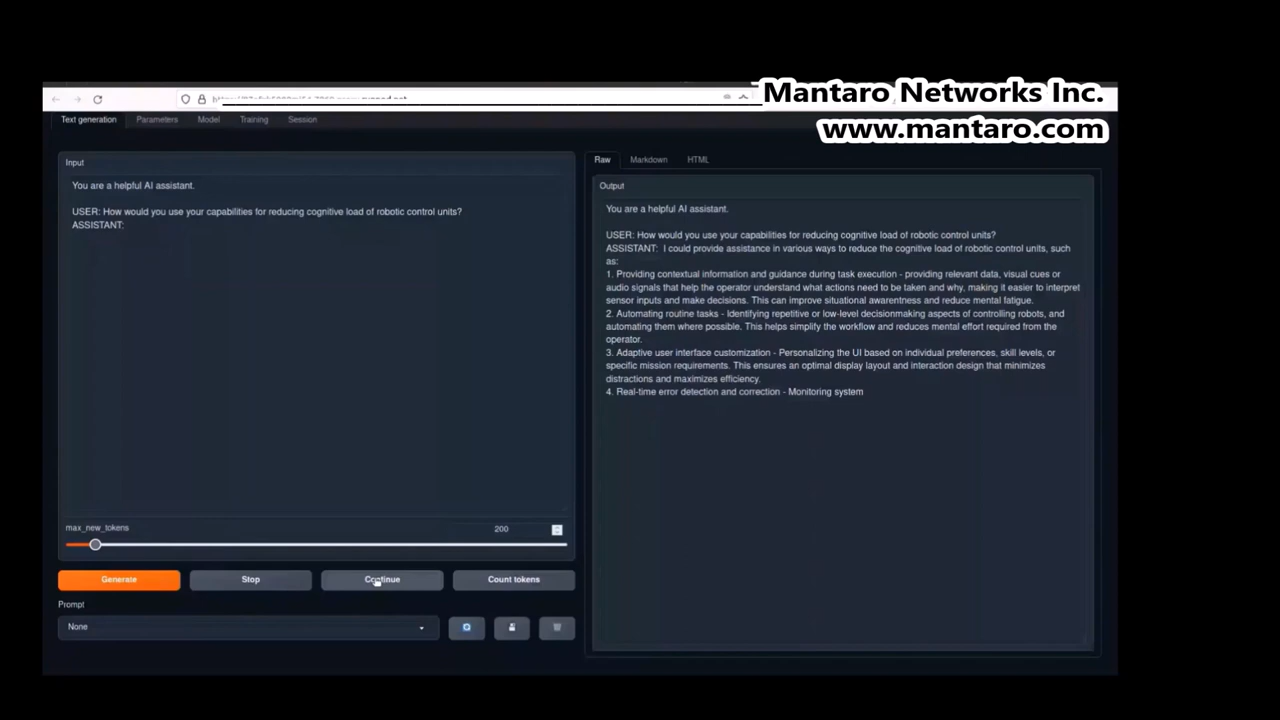 Mantaro Networks Inc.
www.mantaro.com
Text generation
Parameters
Model
Training
Session
Input
You are a helpful AI assistant.
USER: How would you use your capabilities for reducing cognitive load of robotic control units?
ASSISTANT:
max_new_tokens
200
Generate
Stop
Continue
Count tokens
Prompt
None
Raw
Markdown
HTML
Output
You are a helpful AI assistant.
USER: How would you use your capabilities for reducing cognitive load of robotic control units?
ASSISTANT: I could provide assistance in various ways to reduce the cognitive load of robotic control units, such
as:
1. Providing contextual information and guidance during task execution - providing relevant data, visual cues or
audio signals that help the operator understand what actions need to be taken and why, making it easier to interpret
sensor inputs and make decisions. This can improve situational awarentness and reduce mental fatigue.
2. Automating routine tasks - Identifying repetitive or low-level decisionmaking aspects of controlling robots, and
automating them where possible. This helps simplify the workflow and reduces mental effort required from the
operator.
3. Adaptive user interface customization - Personalizing the UI based on individual preferences, skill levels, or
specific mission requirements. This ensures an optimal display layout and interaction design that minimizes
distractions and maximizes efficiency.
4. Real-time error detection and correction - Monitoring system